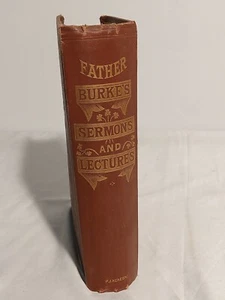 FATHER
BURKE'S
SERMONS
AND
LECTURES